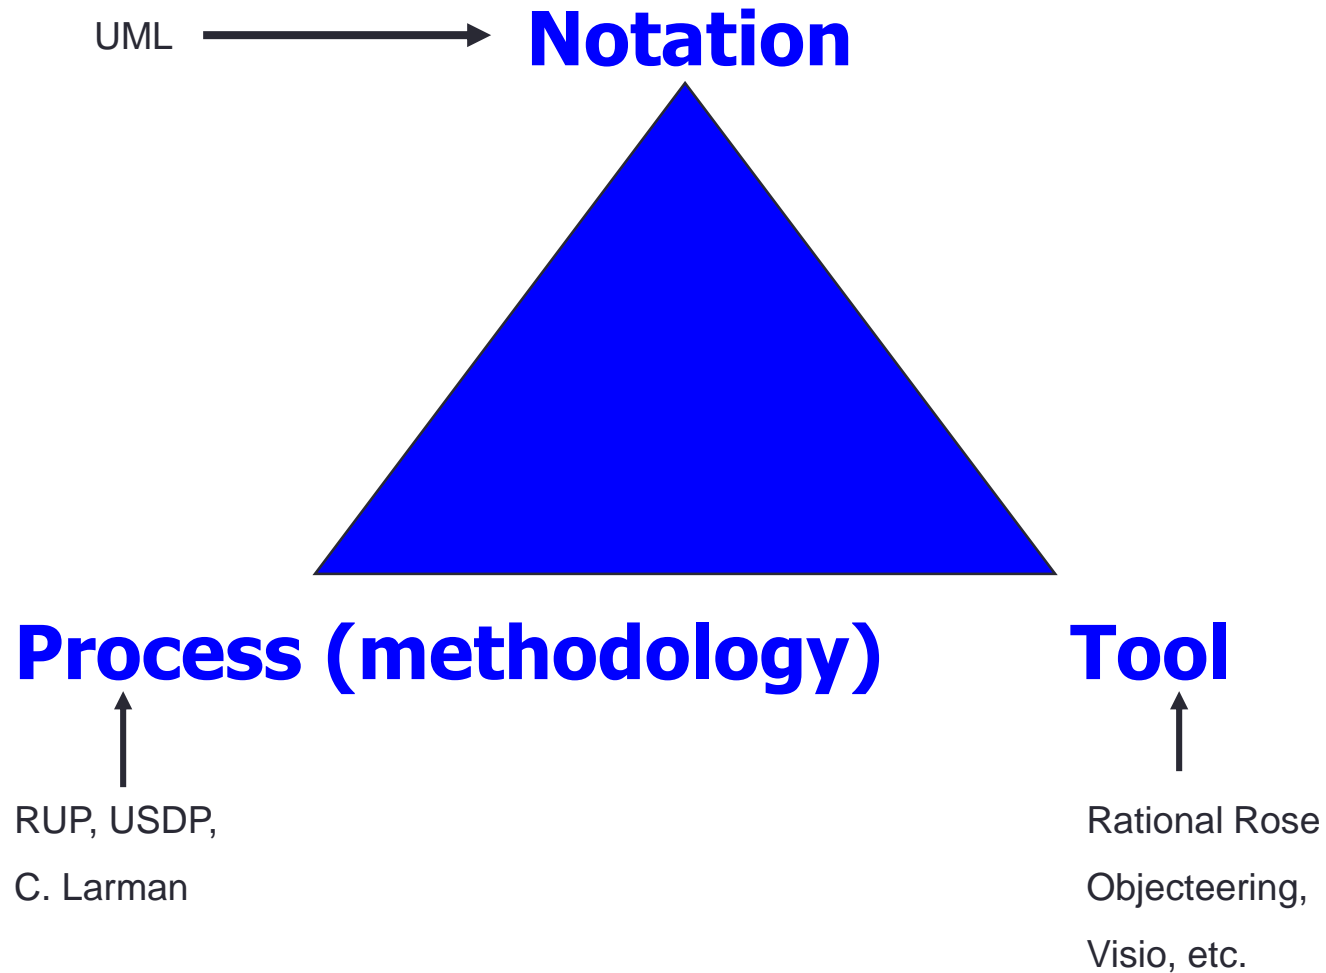 UML
Notation
Process (methodology)
Tool
RUP, USDP,
C. Larman
Rational Rose
Objecteering,
Visio, etc.